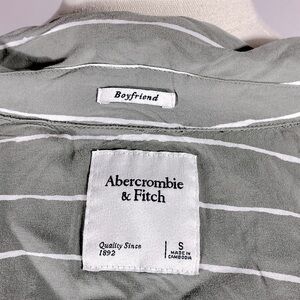 Boyfriend
Abercrombie
& Fitch
Quality Since
1892
S
MADE IN
CAMBODIA